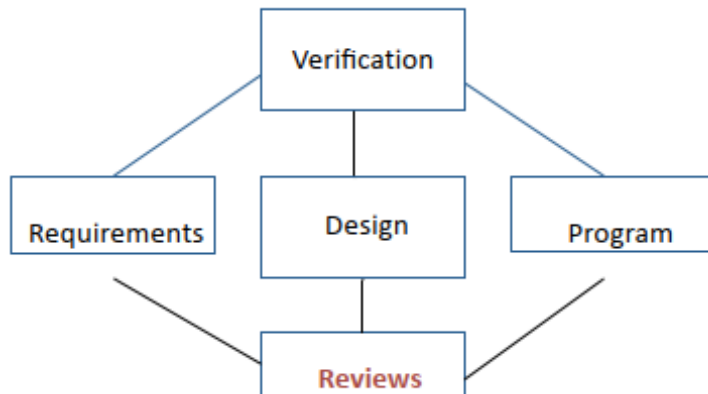 Verification
Requirements
Design
Program
Reviews